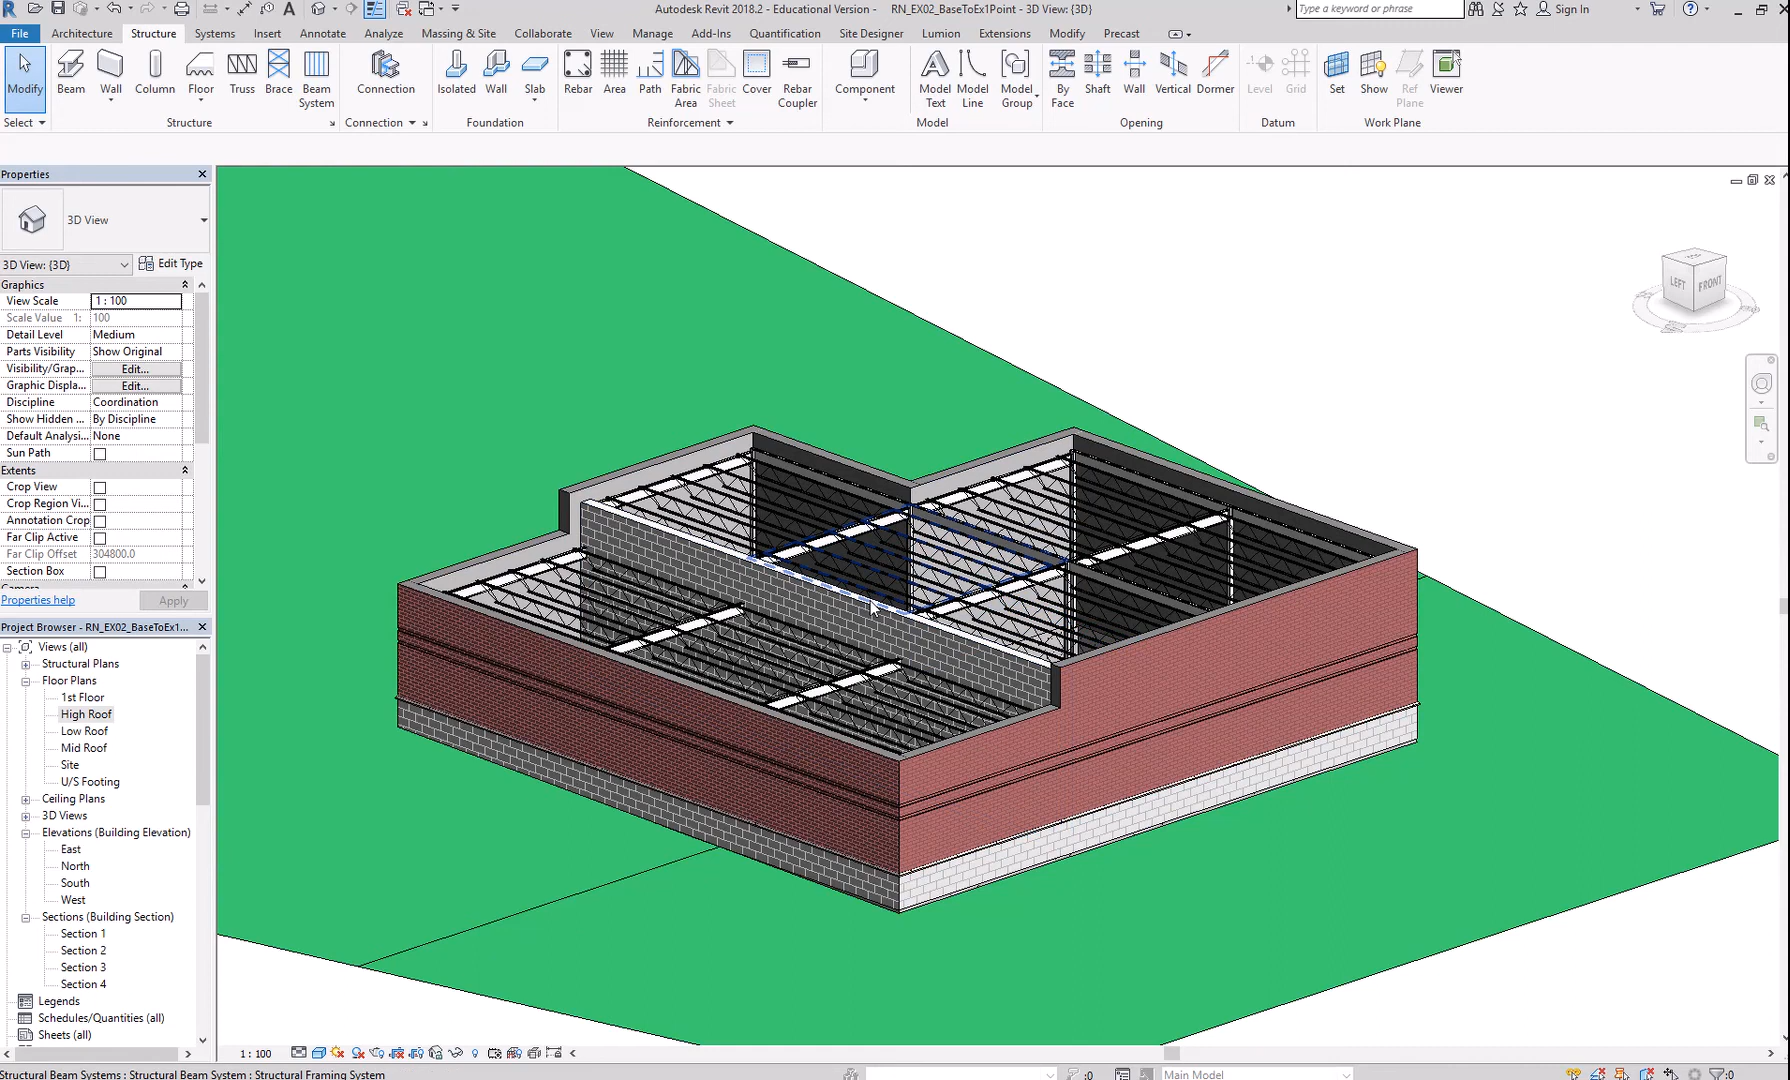 Autodesk Revit 2018.2 - Educational Version - RN_EX02_BaseToEx1Point - 3D View: {3D}
Type a keyword or phrase
Sign In
File Architecture Structure Systems Insert Annotate Analyze Massing & Site Collaborate View Manage Add-Ins Quantification Site Designer Lumion Extensions Modify Precast
Modify Beam Wall Column Floor Truss Brace Beam System Connection Isolated Wall Slab Rebar Area Path Fabric Area Fabric Sheet Cover Rebar Coupler Component Model Text Model Line Model Group By Face Shaft Wall Vertical Dormer Level Grid Set Show Ref Plane Viewer
Select Structure Connection Foundation Reinforcement Model Opening Datum Work Plane
Properties
3D View
3D View: {3D} Edit Type
Graphics
View Scale 1 : 100
Scale Value 1: 100
Detail Level Medium
Parts Visibility Show Original
Visibility/Grap... Edit...
Graphic Displa... Edit...
Discipline Coordination
Show Hidden ... By Discipline
Default Analysi... None
Sun Path
Extents
Crop View
Crop Region Vi...
Annotation Crop
Far Clip Active
Far Clip Offset 304800.0
Section Box
Properties help Apply
Project Browser - RN_EX02_BaseToEx1...
Views (all)
Structural Plans
Floor Plans
1st Floor
High Roof
Low Roof
Mid Roof
Site
U/S Footing
Ceiling Plans
3D Views
Elevations (Building Elevation)
East
North
South
West
Sections (Building Section)
Section 1
Section 2
Section 3
Section 4
Legends
Schedules/Quantities (all)
Sheets (all)
LEFT FRONT
1 : 100
Structural Beam Systems : Structural Beam System : Structural Framing System
:0 Main Model :0